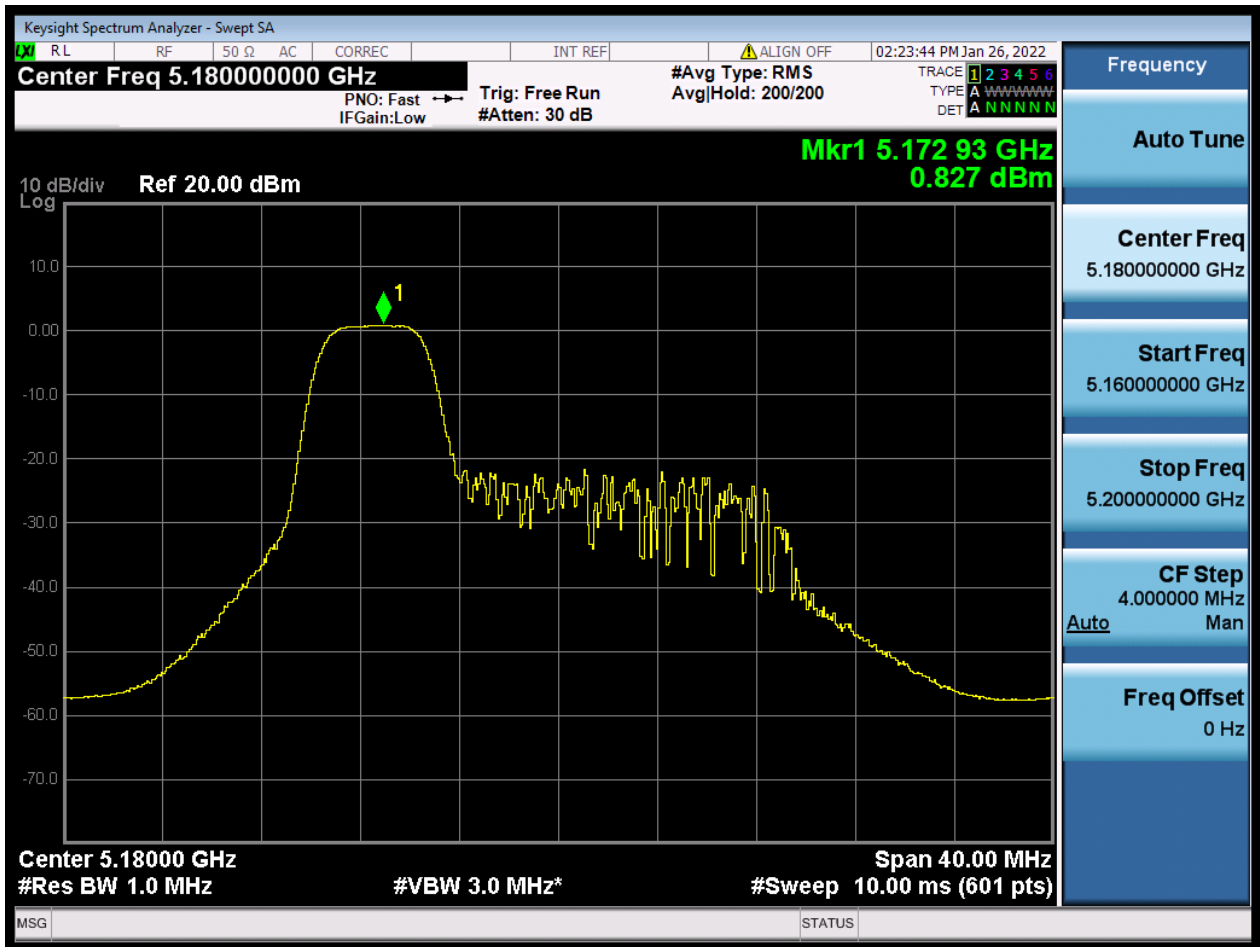 Keysight Spectrum Analyzer - Swept SA
LXI RL RF 50 Ω AC CORREC INT REF ALIGN OFF 02:23:44 PM Jan 26, 2022
Center Freq 5.180000000 GHz
PNO: Fast
IFGain:Low
Trig: Free Run
#Atten: 30 dB
#Avg Type: RMS
Avg|Hold: 200/200
TRACE 1 2 3 4 5 6
TYPE A WWWWW
DET A N N N N N
Mkr1 5.172 93 GHz
0.827 dBm
10 dB/div Ref 20.00 dBm
Log
1
10.0
0.00
-10.0
-20.0
-30.0
-40.0
-50.0
-60.0
-70.0
Center 5.18000 GHz Span 40.00 MHz
#Res BW 1.0 MHz #VBW 3.0 MHz* #Sweep 10.00 ms (601 pts)
Frequency
Auto Tune
Center Freq
5.180000000 GHz
Start Freq
5.160000000 GHz
Stop Freq
5.200000000 GHz
CF Step
4.000000 MHz
Auto Man
Freq Offset
0 Hz
MSG STATUS